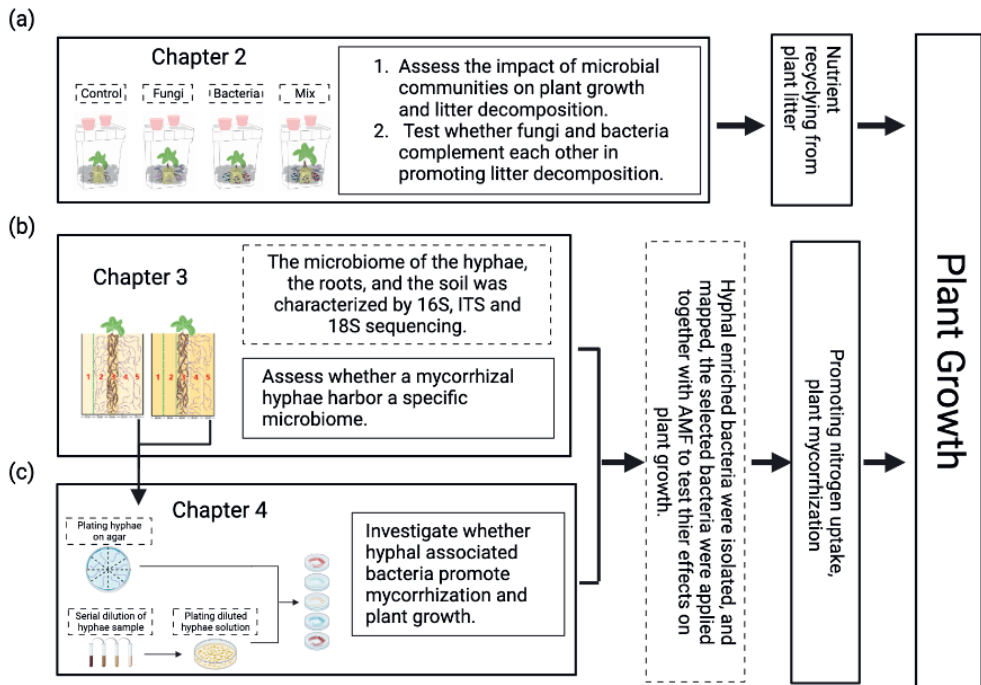 (a)
Chapter 2
Control
Fungi
Bacteria
Mix
1. Assess the impact of microbial
communities on plant growth
and litter decomposition.
2. Test whether fungi and bacteria
complement each other in
promoting litter decomposition.
Nutrient
recyclying from
plant litter
Plant Growth
(b)
Chapter 3
1 2 3 4 5
1 2 3 4 5
The microbiome of the hyphae,
the roots, and the soil was
characterized by 16S, ITS and
18S sequencing.
Assess whether a mycorrhizal
hyphae harbor a specific
microbiome.
Hyphal enriched bacteria were isolated, and
mapped, the selected bacteria were applied
together with AMF to test thier effects on
plant growth.
Promoting nitrogen uptake,
plant mycorrhization
(c)
Chapter 4
Plating hyphae
on agar
Serial dilution of
hyphae sample
Plating diluted
hyphae solution
Investigate whether
hyphal associated
bacteria promote
mycorrhization and
plant growth.